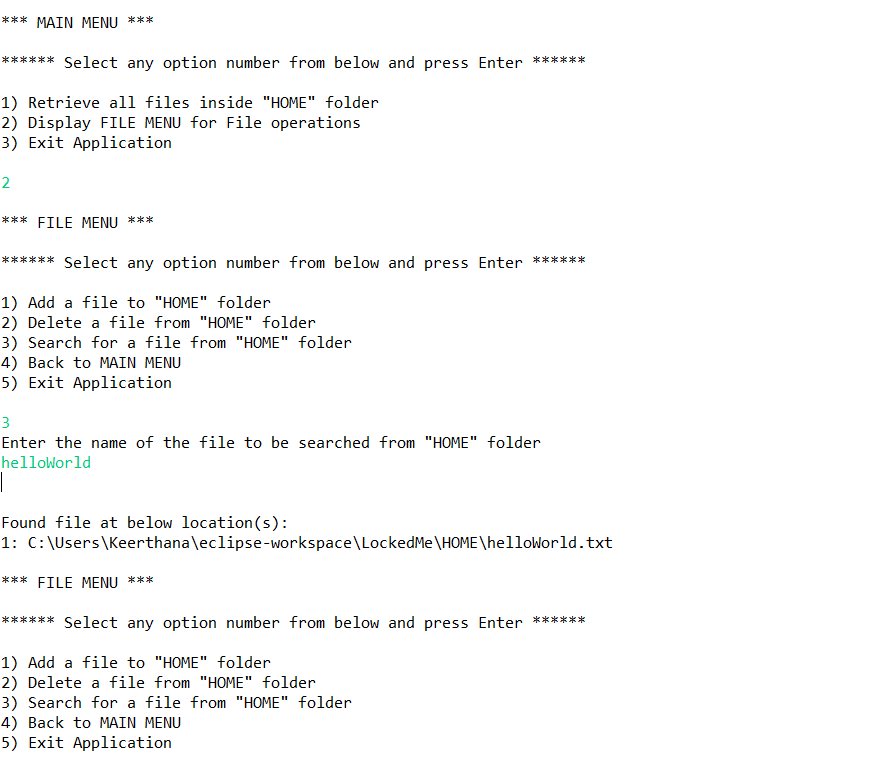 *** MAIN MENU ***
****** Select any option number from below and press Enter ******
1) Retrieve all files inside "HOME" folder
2) Display FILE MENU for File operations
3) Exit Application
2
*** FILE MENU ***
****** Select any option number from below and press Enter ******
1) Add a file to "HOME" folder
2) Delete a file from "HOME" folder
3) Search for a file from "HOME" folder
4) Back to MAIN MENU
5) Exit Application
3
Enter the name of the file to be searched from "HOME" folder
helloWorld
Found file at below location(s):
1: C:\Users\Keerthana\eclipse-workspace\LockedMe\HOME\helloWorld.txt
*** FILE MENU ***
****** Select any option number from below and press Enter ******
1) Add a file to "HOME" folder
2) Delete a file from "HOME" folder
3) Search for a file from "HOME" folder
4) Back to MAIN MENU
5) Exit Application